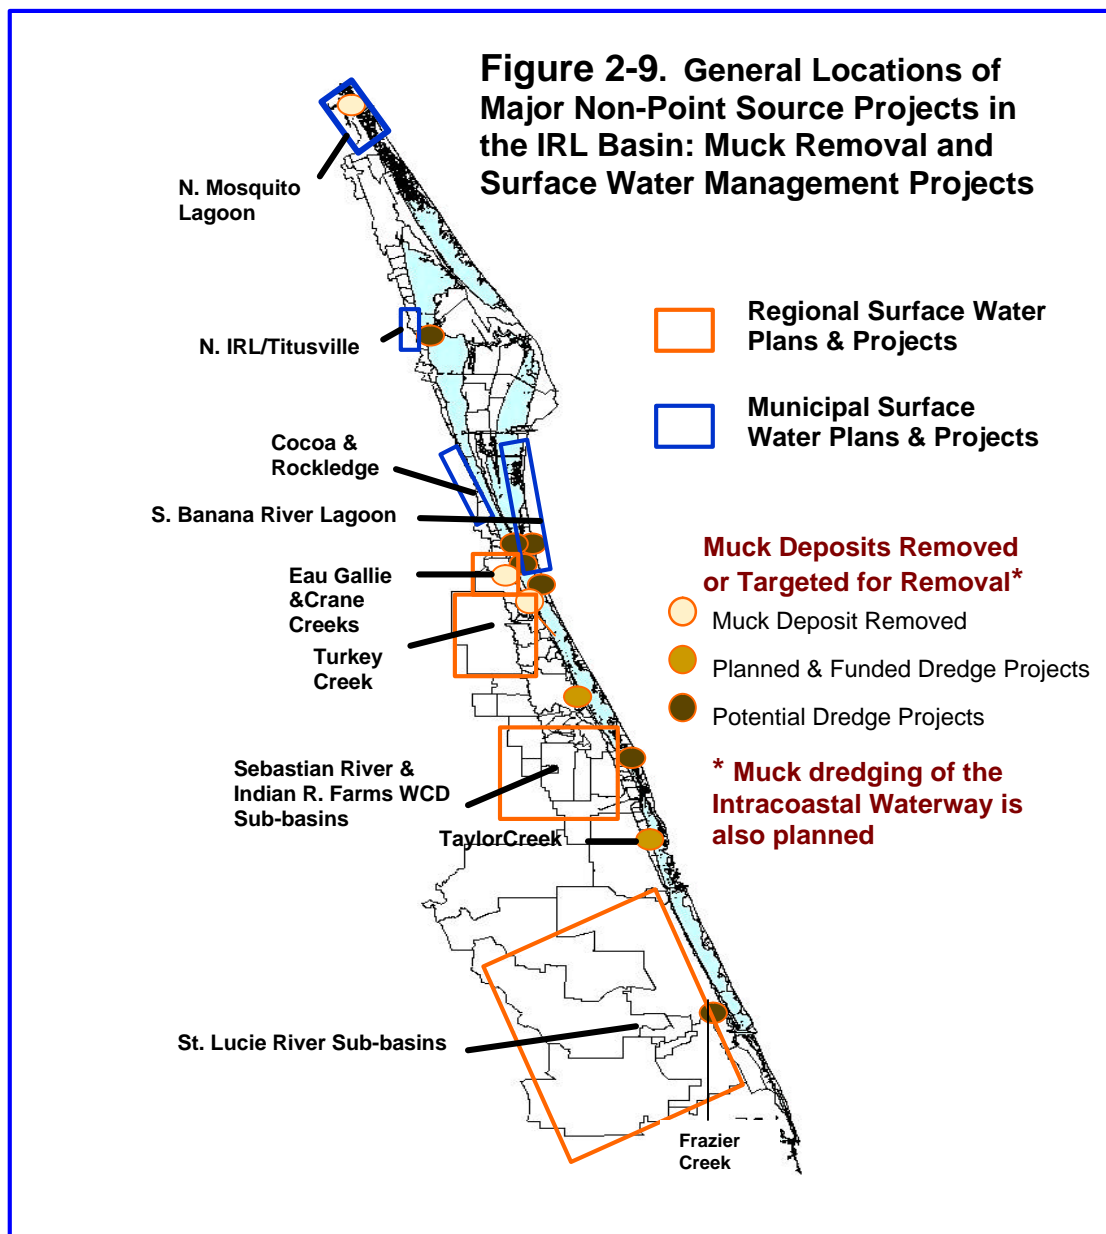 Figure 2-9. General Locations of
Major Non-Point Source Projects in
the IRL Basin: Muck Removal and
Surface Water Management Projects
N. Mosquito
Lagoon
Regional Surface Water
Plans & Projects
N. IRL/Titusville
Municipal Surface
Water Plans & Projects
Cocoa &
Rockledge
S. Banana River Lagoon
Muck Deposits Removed
or Targeted for Removal*
Muck Deposit Removed
Planned & Funded Dredge Projects
Potential Dredge Projects
* Muck dredging of the
Intracoastal Waterway is
also planned
Eau Gallie
&Crane
Creeks
Turkey
Creek
Sebastian River &
Indian R. Farms WCD
Sub-basins
TaylorCreek
St. Lucie River Sub-basins
Frazier
Creek